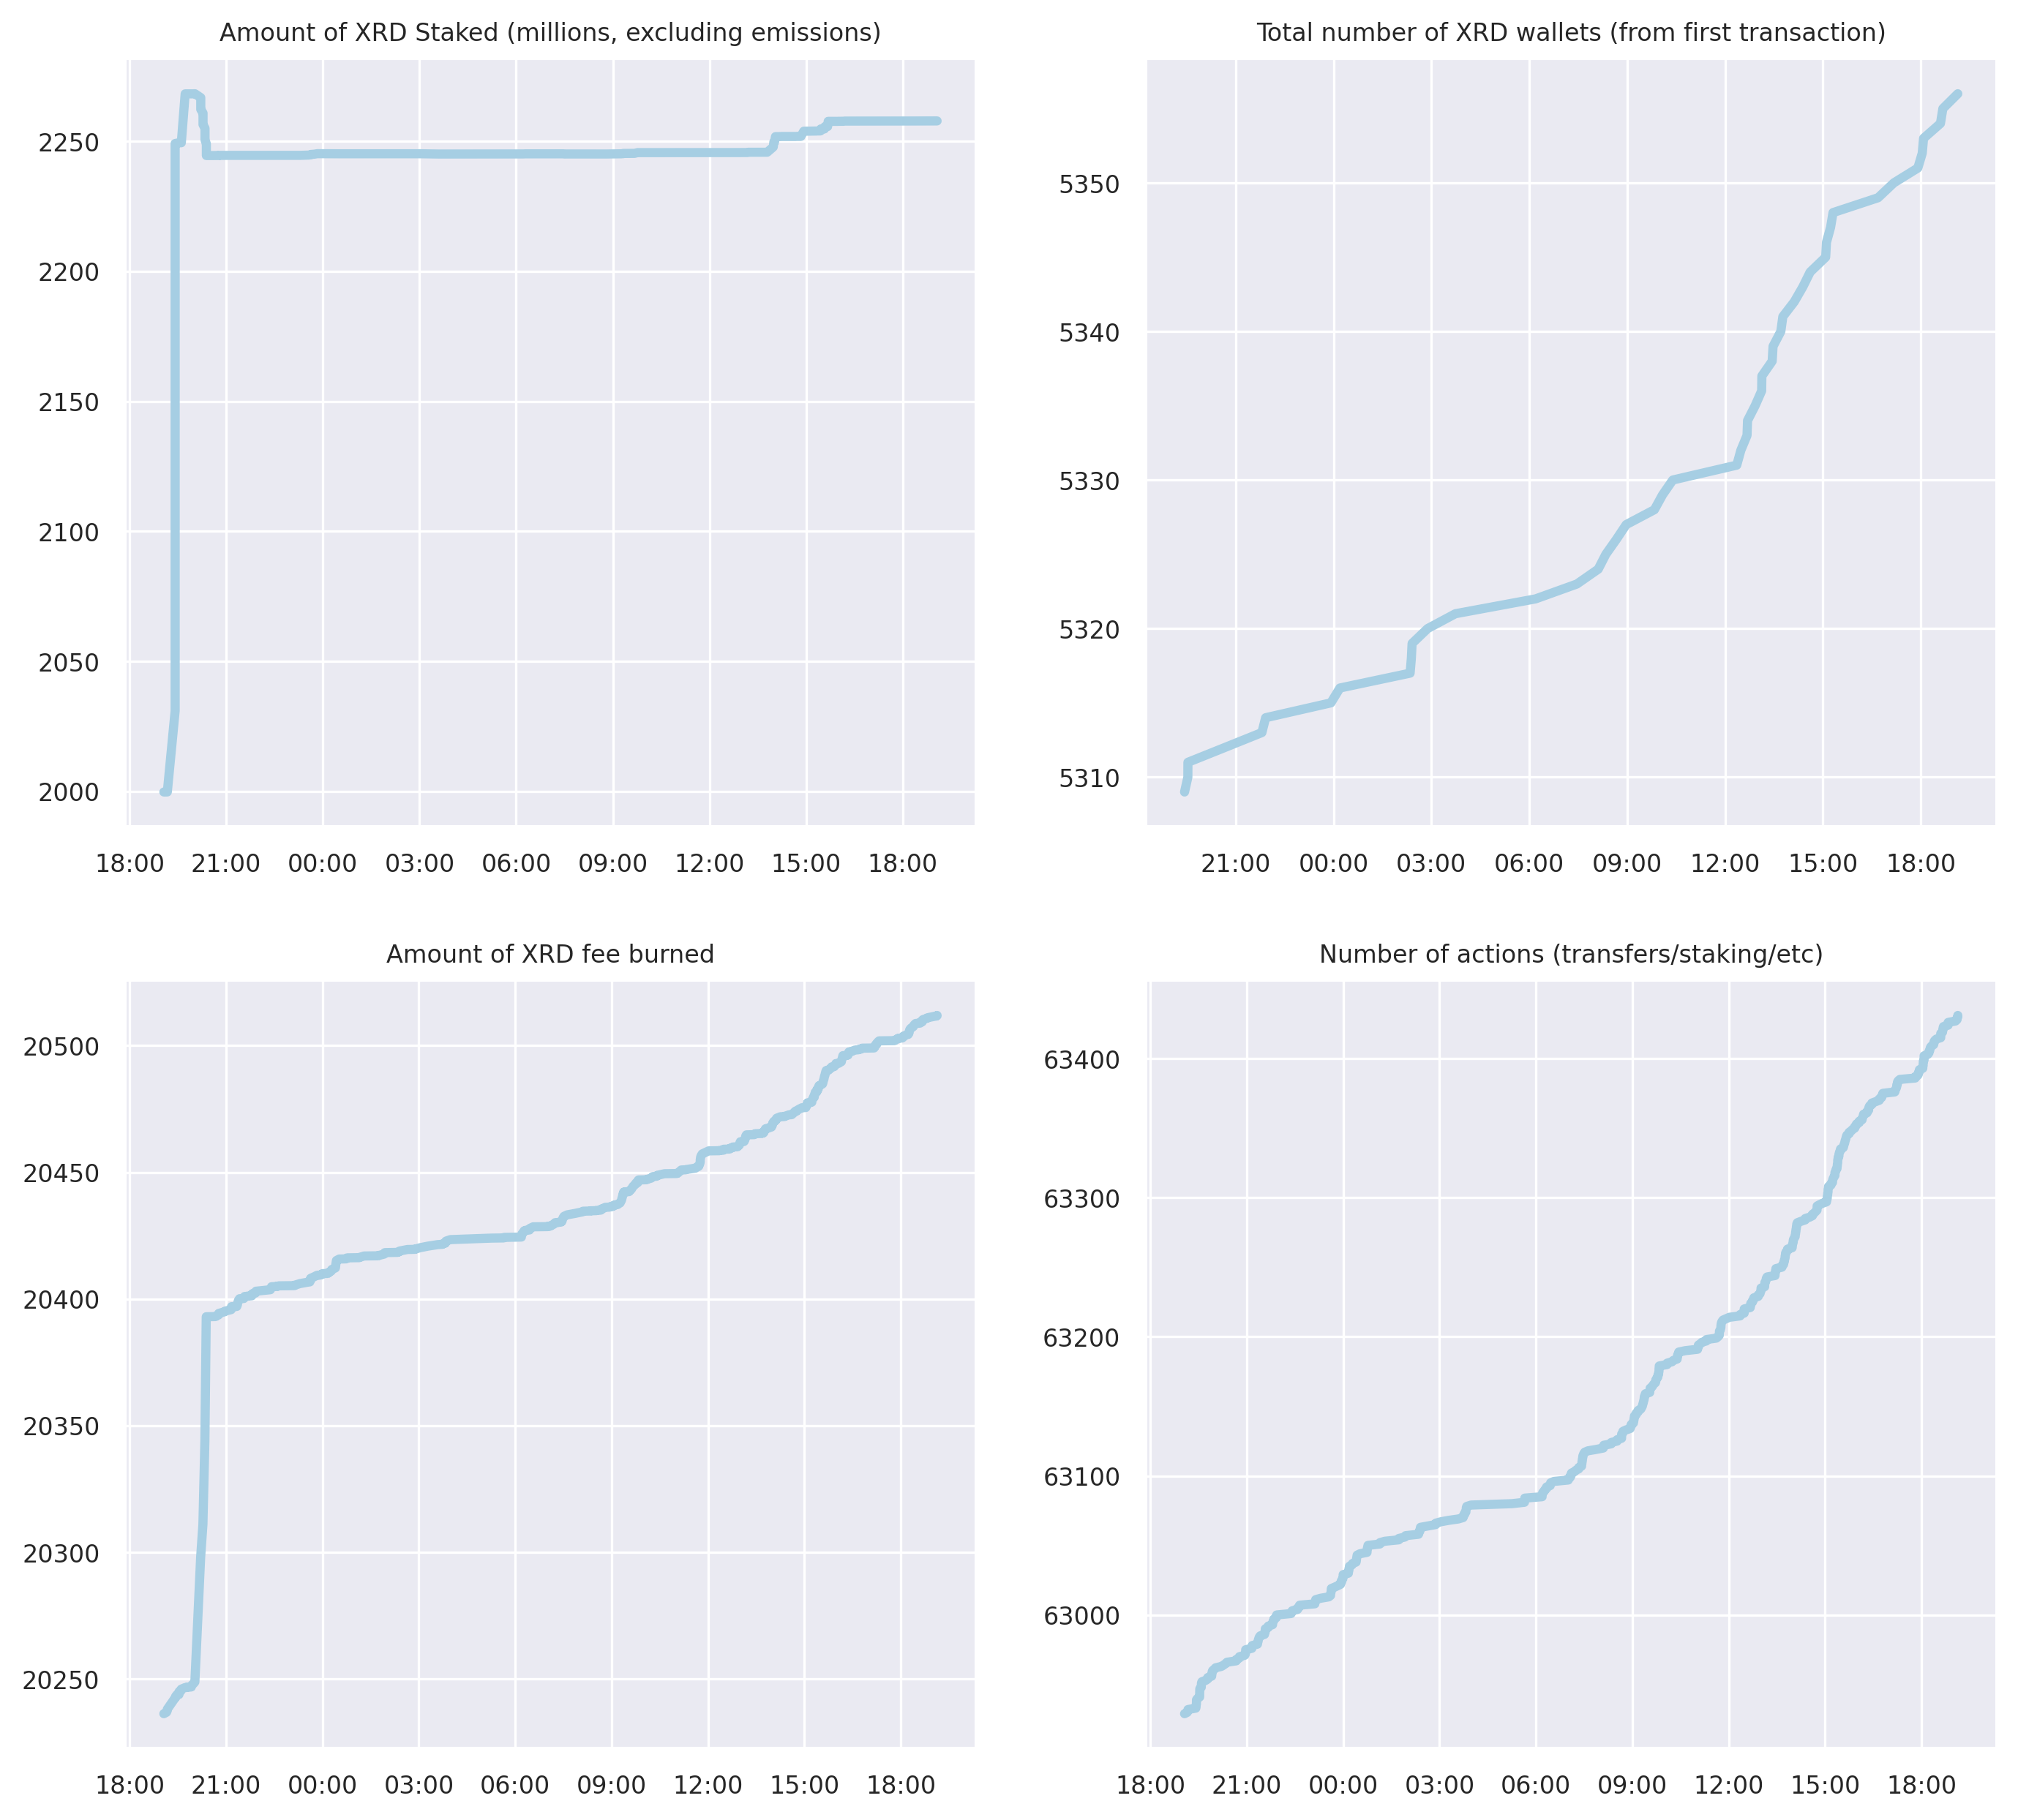 Amount of XRD Staked (millions, excluding emissions)
2250
2200
2150
2100
2050
2000
18:00 21:00 00:00 03:00 06:00 09:00 12:00 15:00 18:00
Total number of XRD wallets (from first transaction)
5350
5340
5330
5320
5310
21:00 00:00 03:00 06:00 09:00 12:00 15:00 18:00
Amount of XRD fee burned
20500
20450
20400
20350
20300
20250
18:00 21:00 00:00 03:00 06:00 09:00 12:00 15:00 18:00
Number of actions (transfers/staking/etc)
63400
63300
63200
63100
63000
18:00 21:00 00:00 03:00 06:00 09:00 12:00 15:00 18:00